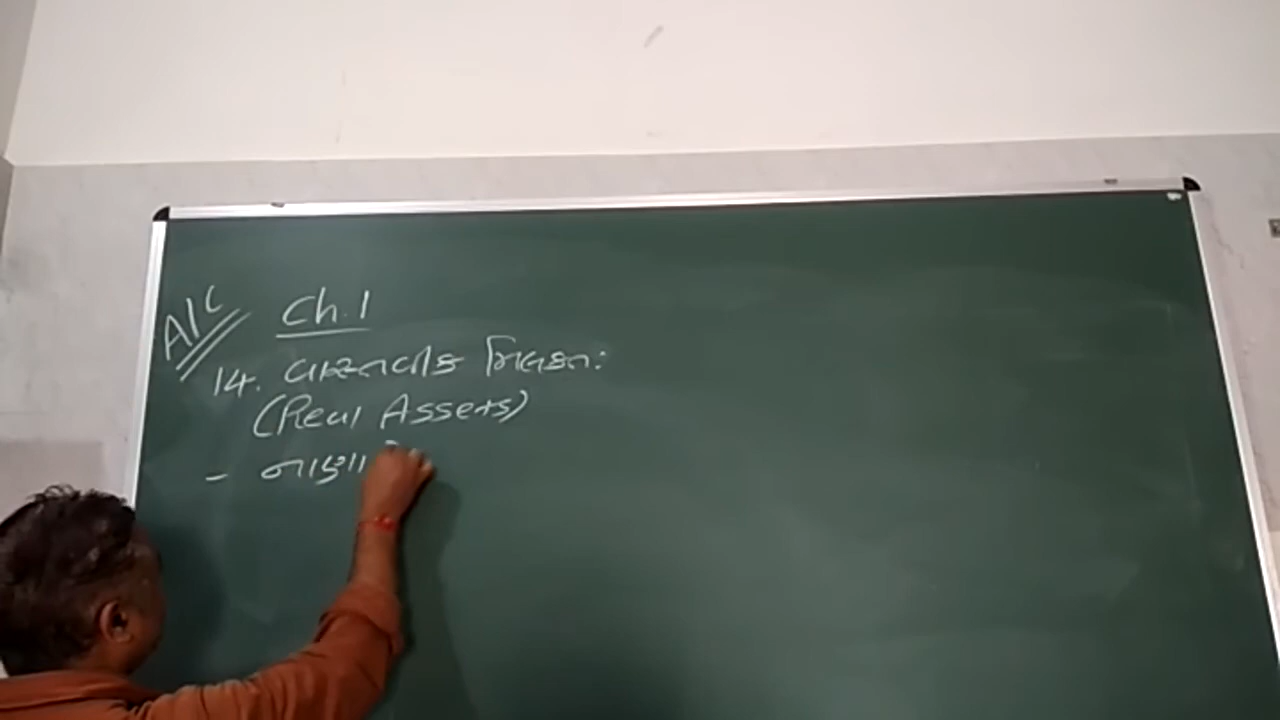 A/C
Ch.1
14. વાસ્તવીક મિલકત:
(Real Assets)
- નાણા